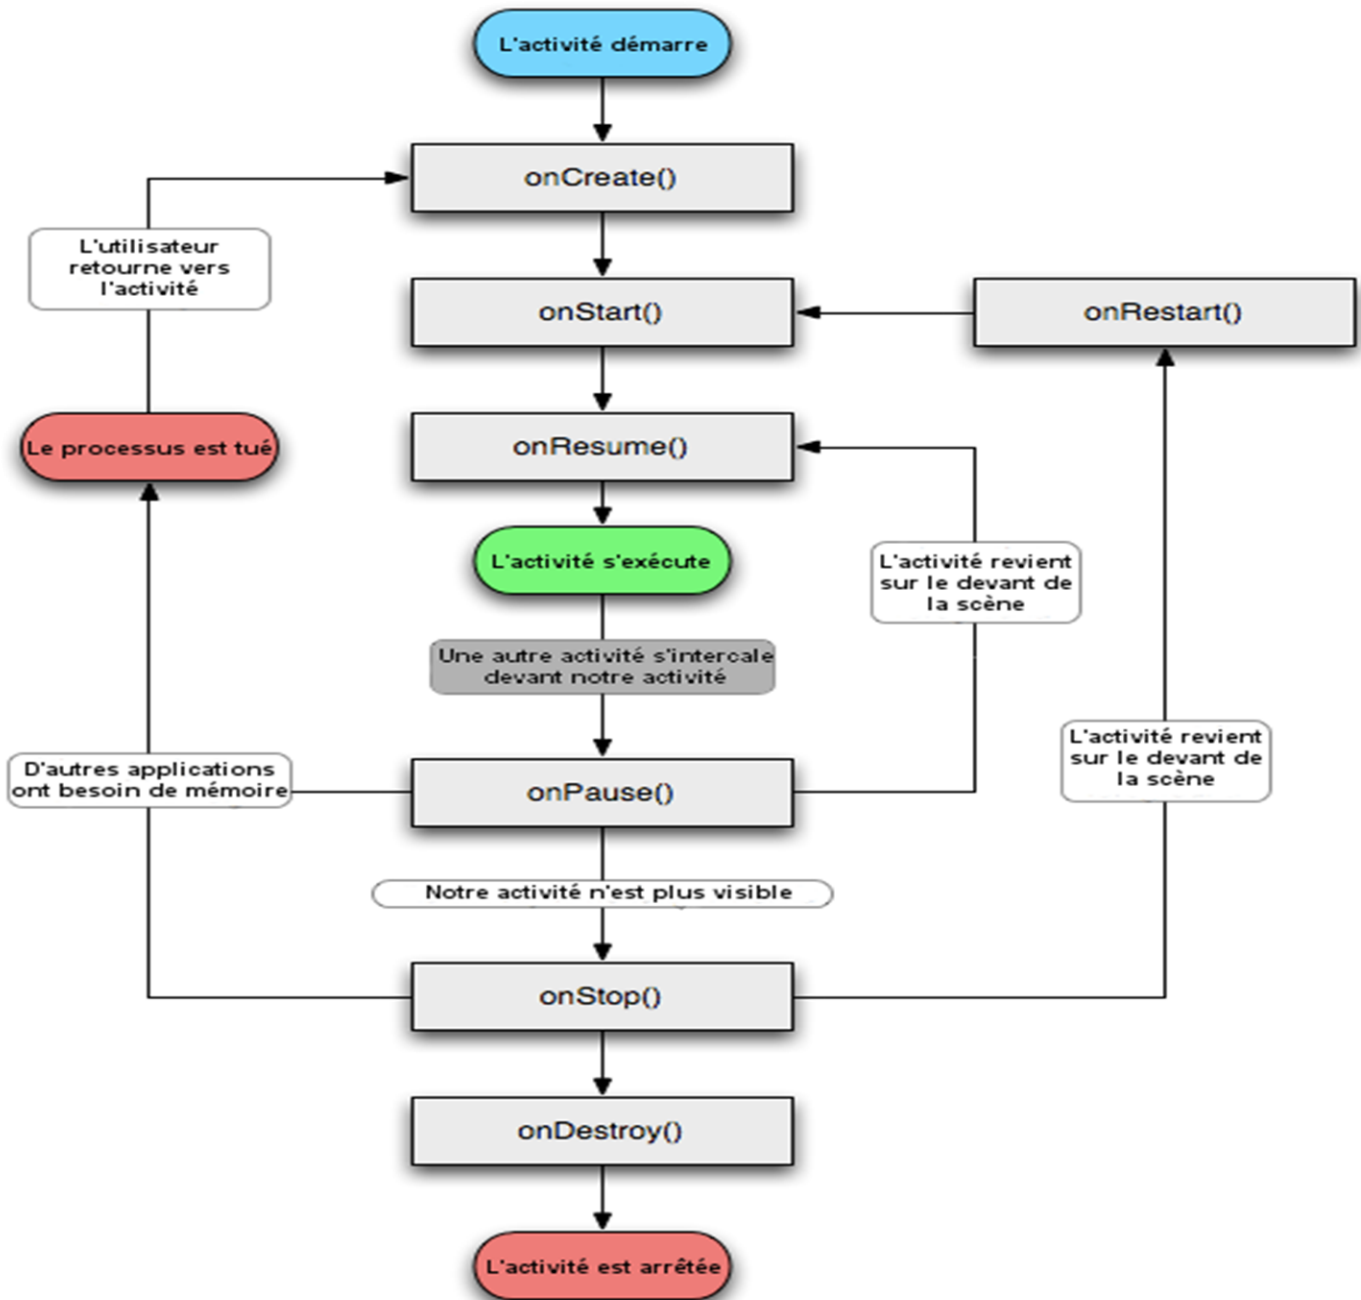 L'activité démarre
onCreate()
L'utilisateur
retourne vers
l'activité
onStart()
onRestart()
Le processus est tué
onResume()
L'activité s'exécute
L'activité revient
sur le devant de
la scène
Une autre activité s'intercale
devant notre activité
L'activité revient
sur le devant de
la scène
D'autres applications
ont besoin de mémoire
onPause()
Notre activité n'est plus visible
onStop()
onDestroy()
L'activité est arrêtée